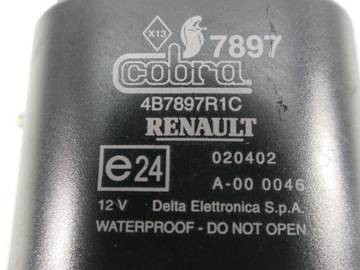 X13
7897
cobra
4B7897R1C
RENAULT
e24
020402
A-00 0046
12 V Delta Elettronica S.p.A.
WATERPROOF - DO NOT OPEN